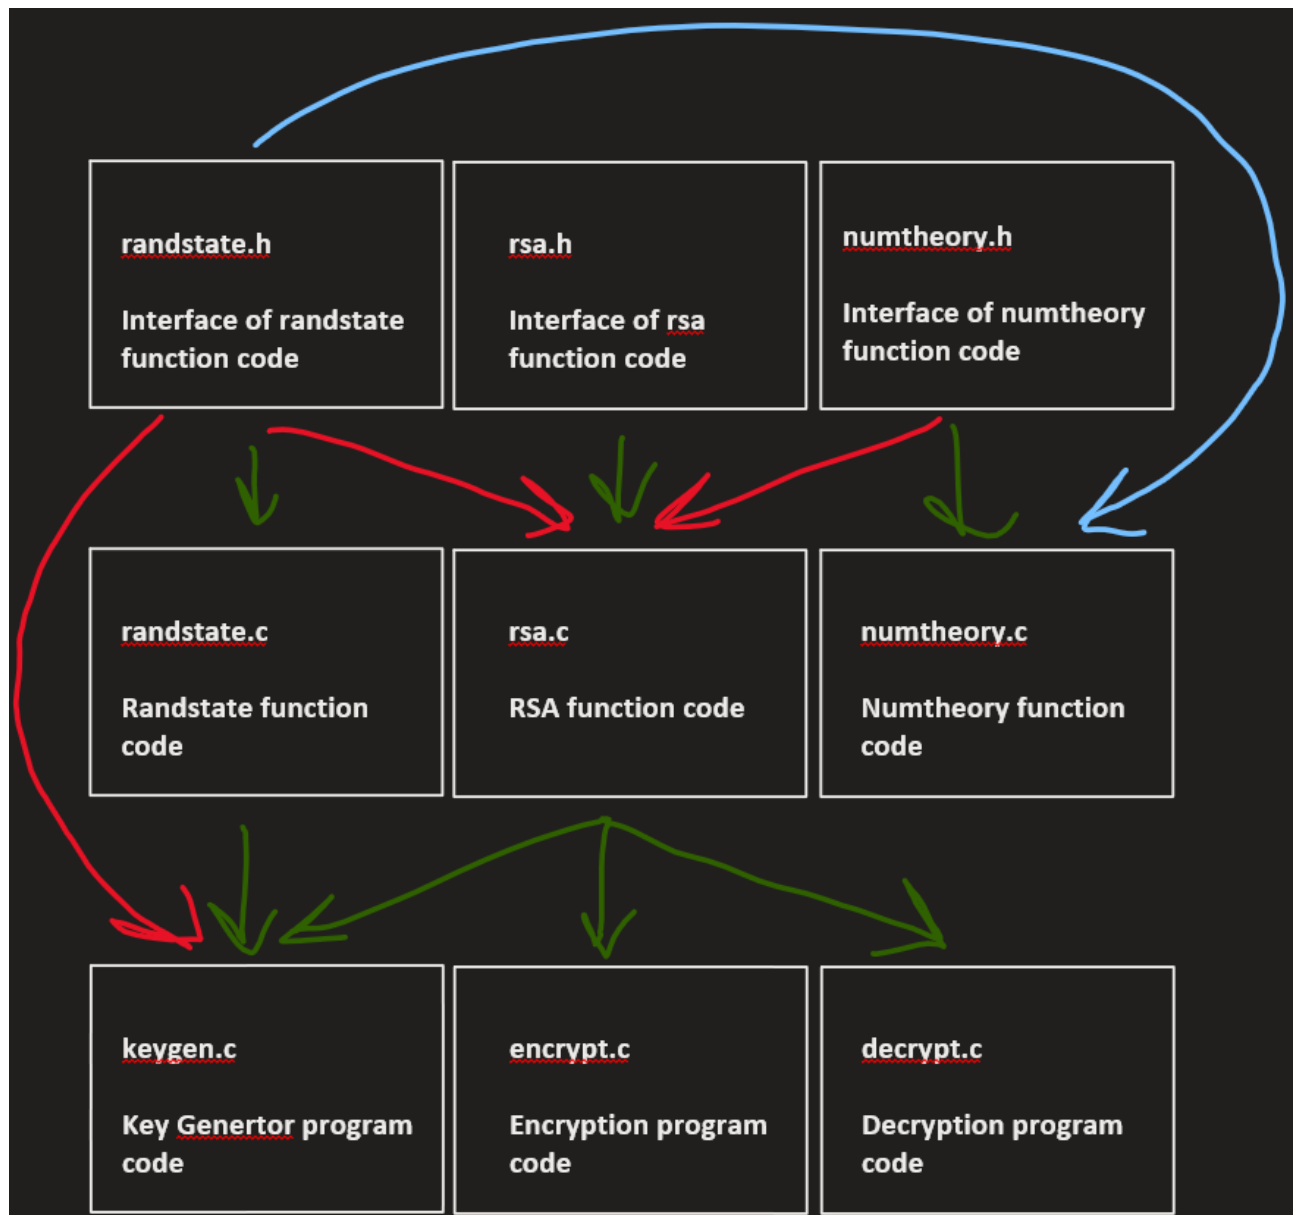 randstate.h
Interface of randstate
function code
rsa.h
Interface of rsa
function code
numtheory.h
Interface of numtheory
function code
randstate.c
Randstate function
code
rsa.c
RSA function code
numtheory.c
Numtheory function
code
keygen.c
Key Genertor program
code
encrypt.c
Encryption program
code
decrypt.c
Decryption program
code